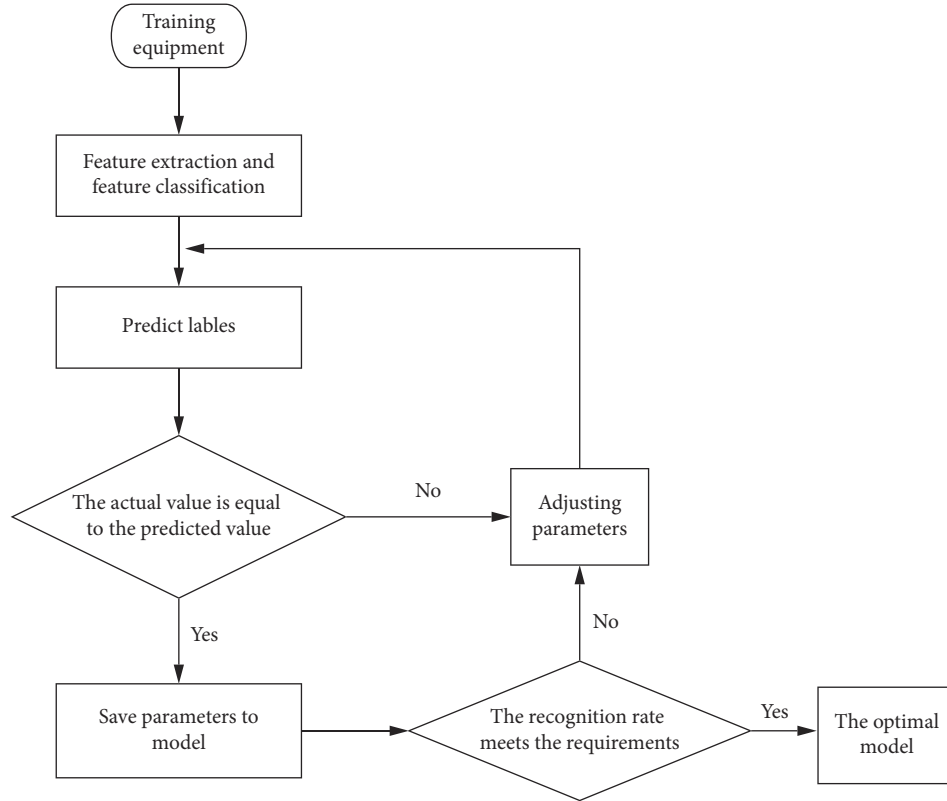 Training
equipment
Feature extraction and
feature classification
Predict lables
The actual value is equal
to the predicted value
No
Adjusting
parameters
Yes
No
Save parameters to
model
The recognition rate
meets the requirements
Yes
The optimal
model